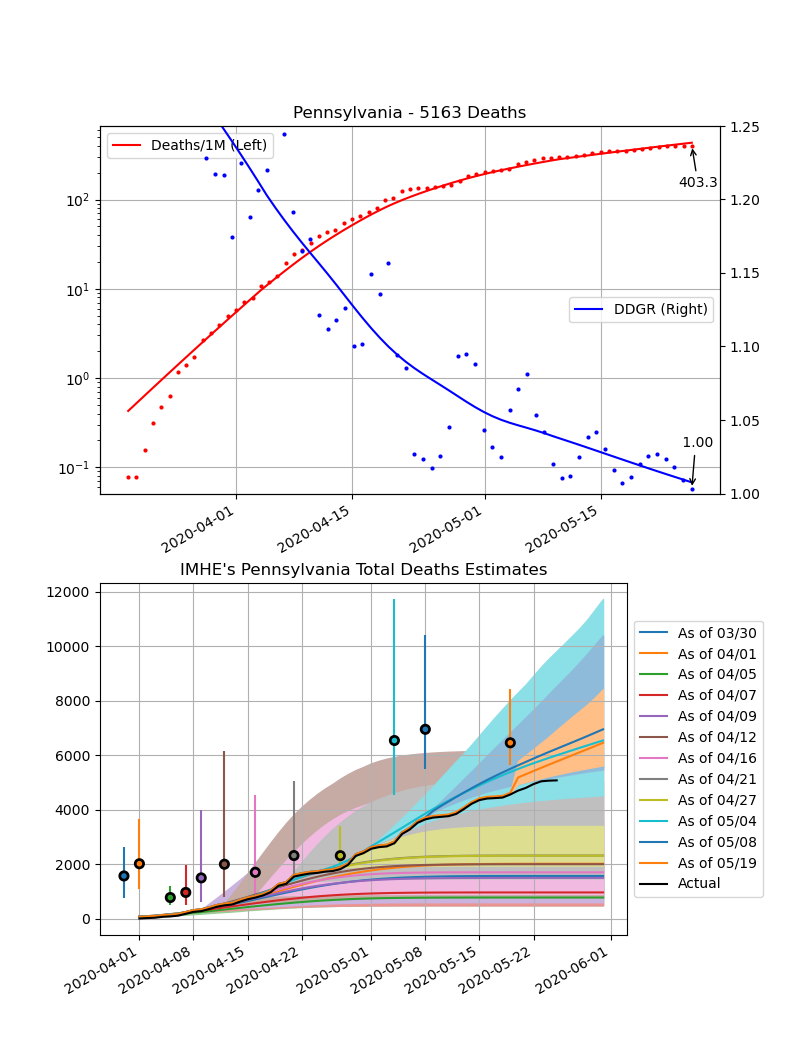 Pennsylvania - 5163 Deaths
Deaths/1M (Left)
DDGR (Right)
403.3
1.00
10²
10¹
10⁰
10⁻¹
1.25
1.20
1.15
1.10
1.05
1.00
2020-04-01
2020-04-15
2020-05-01
2020-05-15
IMHE's Pennsylvania Total Deaths Estimates
12000
10000
8000
6000
4000
2000
0
2020-04-01
2020-04-08
2020-04-15
2020-04-22
2020-05-01
2020-05-08
2020-05-15
2020-05-22
2020-06-01
As of 03/30
As of 04/01
As of 04/05
As of 04/07
As of 04/09
As of 04/12
As of 04/16
As of 04/21
As of 04/27
As of 05/04
As of 05/08
As of 05/19
Actual